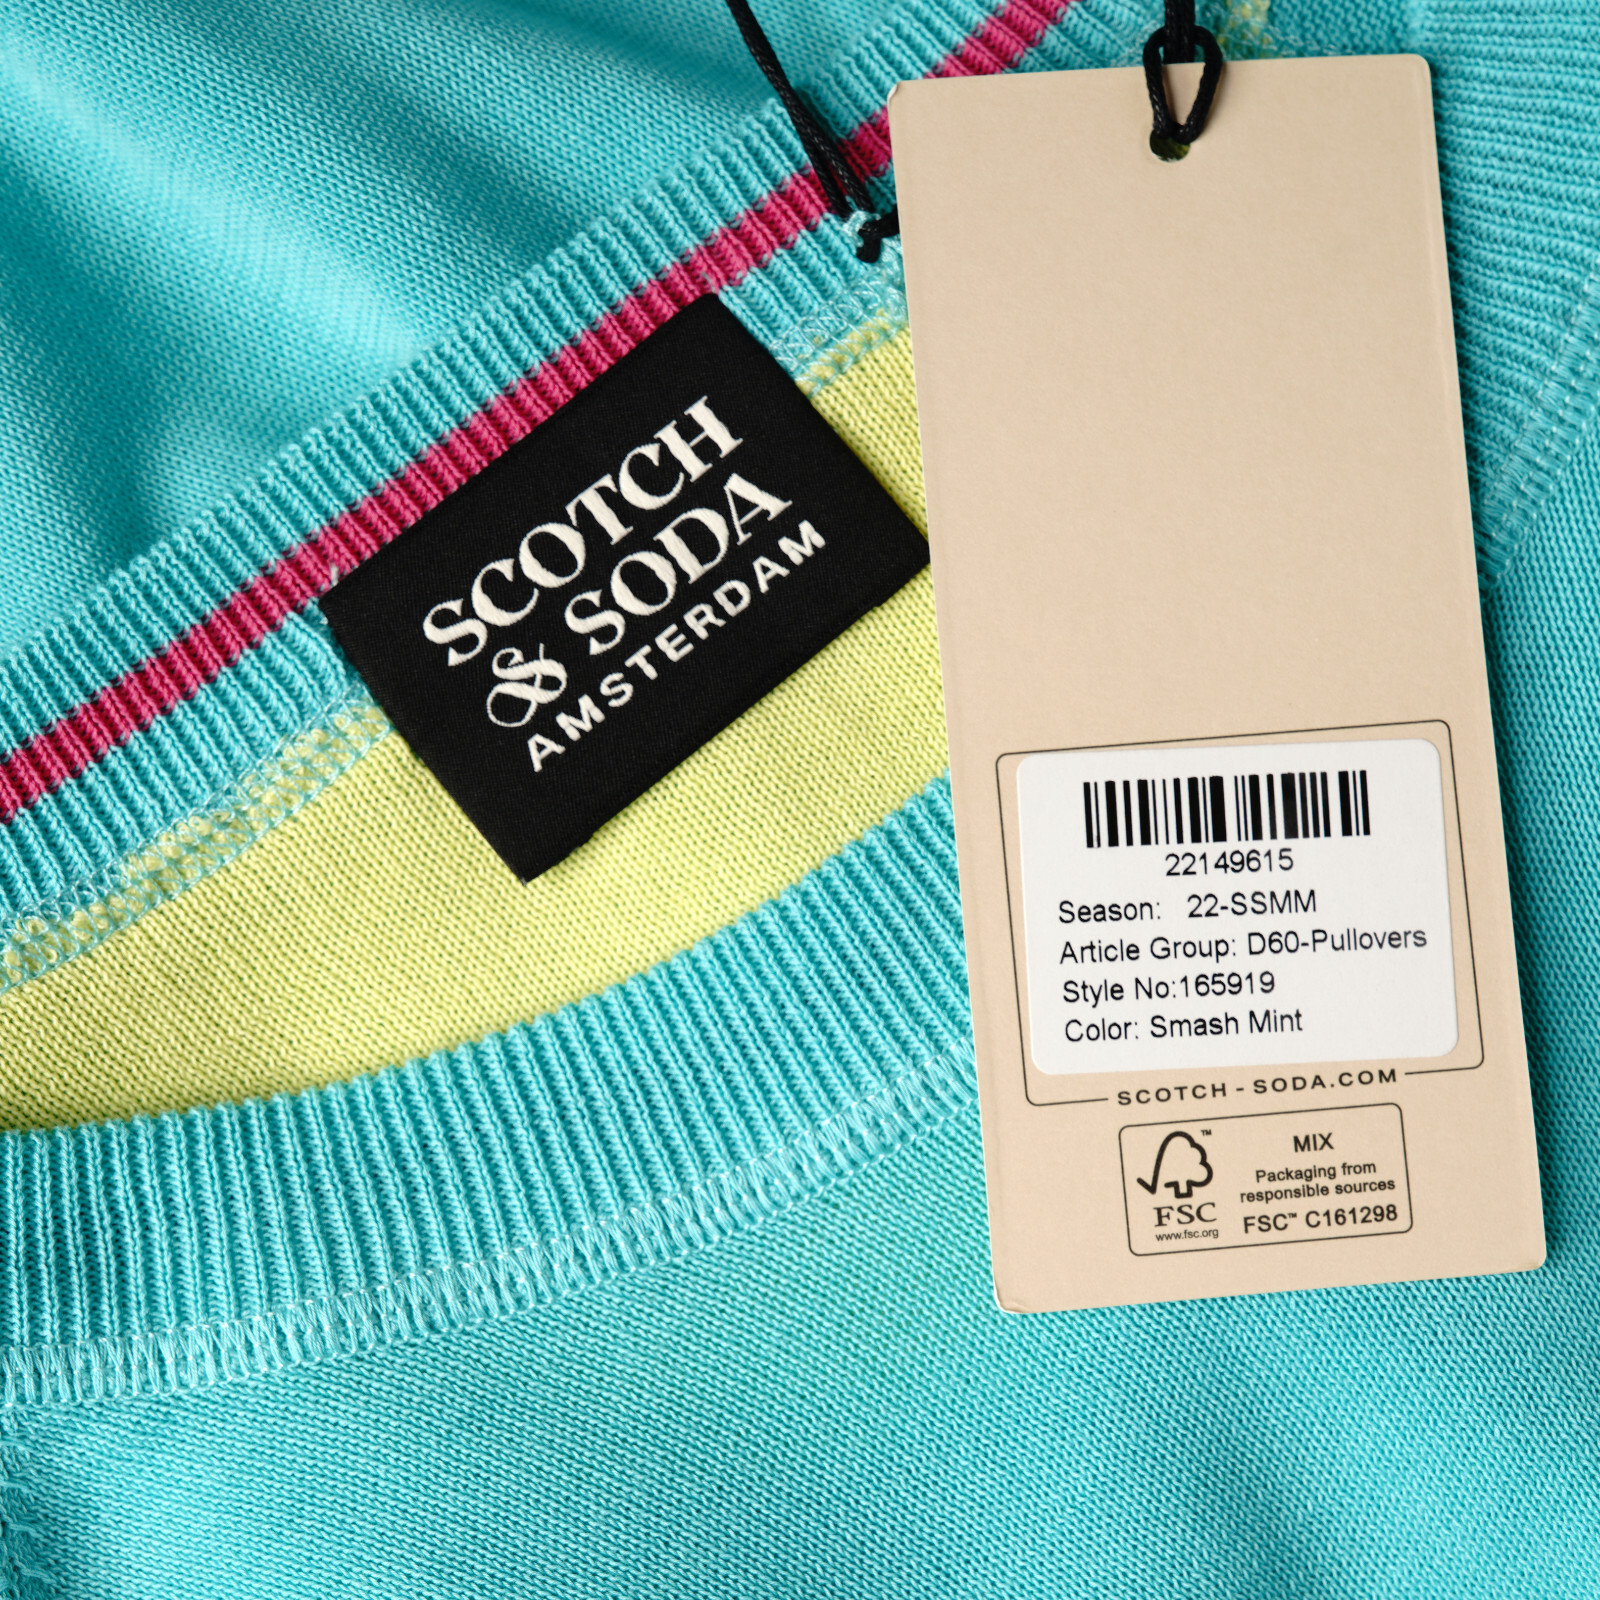 SCOTCH
& SODA
AMSTERDAM
22149615
Season: 22-SSMM
Article Group: D60-Pullovers
Style No:165919
Color: Smash Mint
SCOTCH-SODA.COM
FSC
™
www.fsc.org
MIX
Packaging from
responsible sources
FSC™ C161298